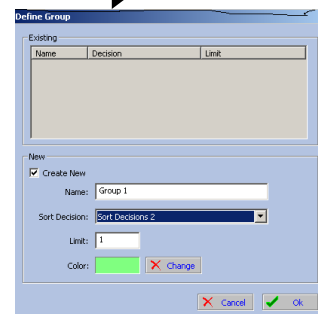 Define Group
Existing
Name Decision Limit
New
Create New
Name: Group 1
Sort Decision: Sort Decisions 2
Limit: 1
Color: Change
Cancel Ok